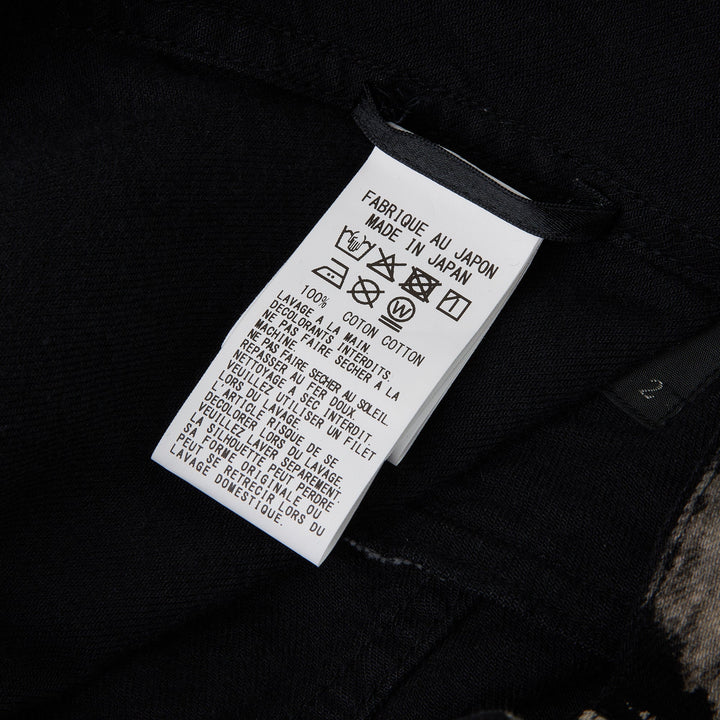 FABRIQUE AU JAPON
MADE IN JAPAN
W
100% COTON COTTON
LAVAGE A LA MAIN.
DECOLORANTS INTERDITS.
NE PAS FAIRE SECHER A LA
MACHINE.
NE PAS FAIRE SECHER AU SOLEIL.
REPASSER AU FER DOUX.
NETTOYAGE A SEC INTERDIT.
VEUILLEZ UTILISER UN FILET
LORS DU LAVAGE.
L'ARTICLE RISQUE DE SE
DECOLORER LORS DU LAVAGE.
VEUILLEZ LAVER SEPAREMENT.
LA SILHOUETTE PEUT PERDRE
SA FORME ORIGINALE OU
PEUT SE RETRECIR LORS DU
LAVAGE DOMESTIQUE.
2